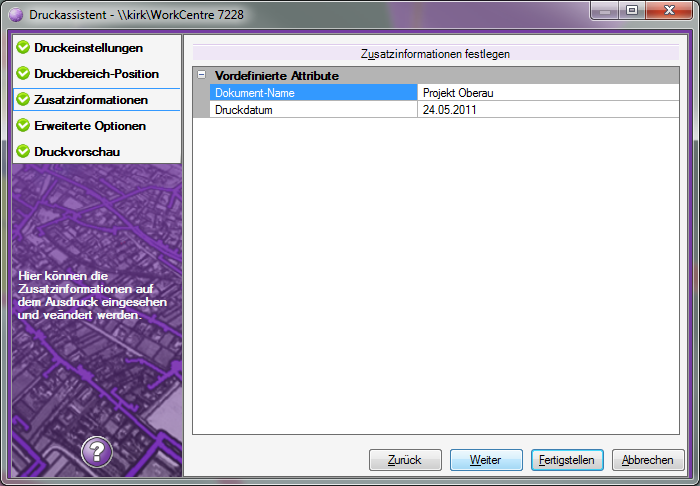 Druckassistent - \\kirk\WorkCentre 7228
Druckeinstellungen
Druckbereich-Position
Zusatzinformationen
Erweiterte Optionen
Druckvorschau
Hier können die
Zusatzinformationen auf
dem Ausdruck eingesehen
und veändert werden.
?
Zusatzinformationen festlegen
Vordefinierte Attribute
Dokument-Name Projekt Oberau
Druckdatum 24.05.2011
Zurück Weiter Fertigstellen Abbrechen